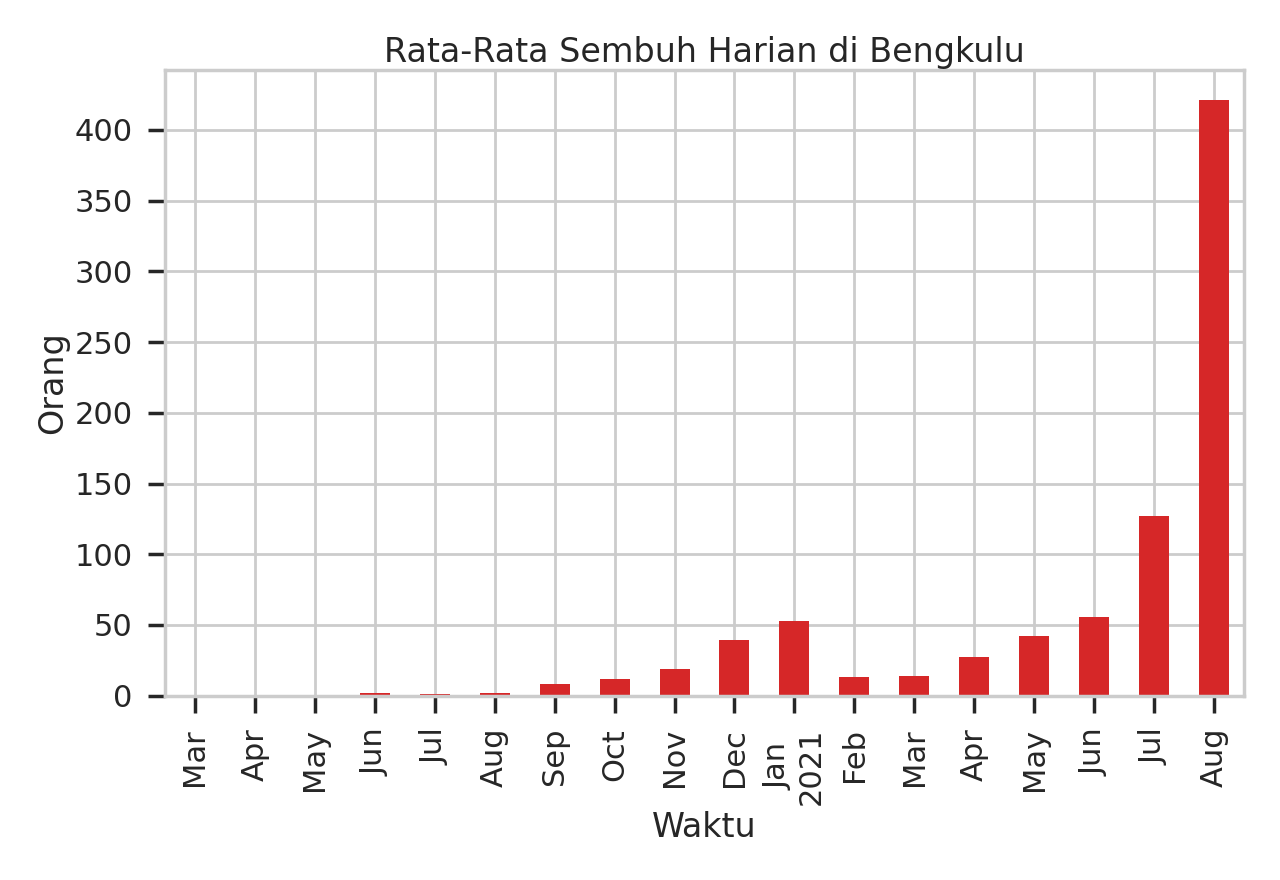 Rata-Rata Sembuh Harian di Bengkulu
Orang
400
350
300
250
200
150
100
50
0
Mar
Apr
May
Jun
Jul
Aug
Sep
Oct
Nov
Dec
Jan
2021
Feb
Mar
Apr
May
Jun
Jul
Aug
Waktu